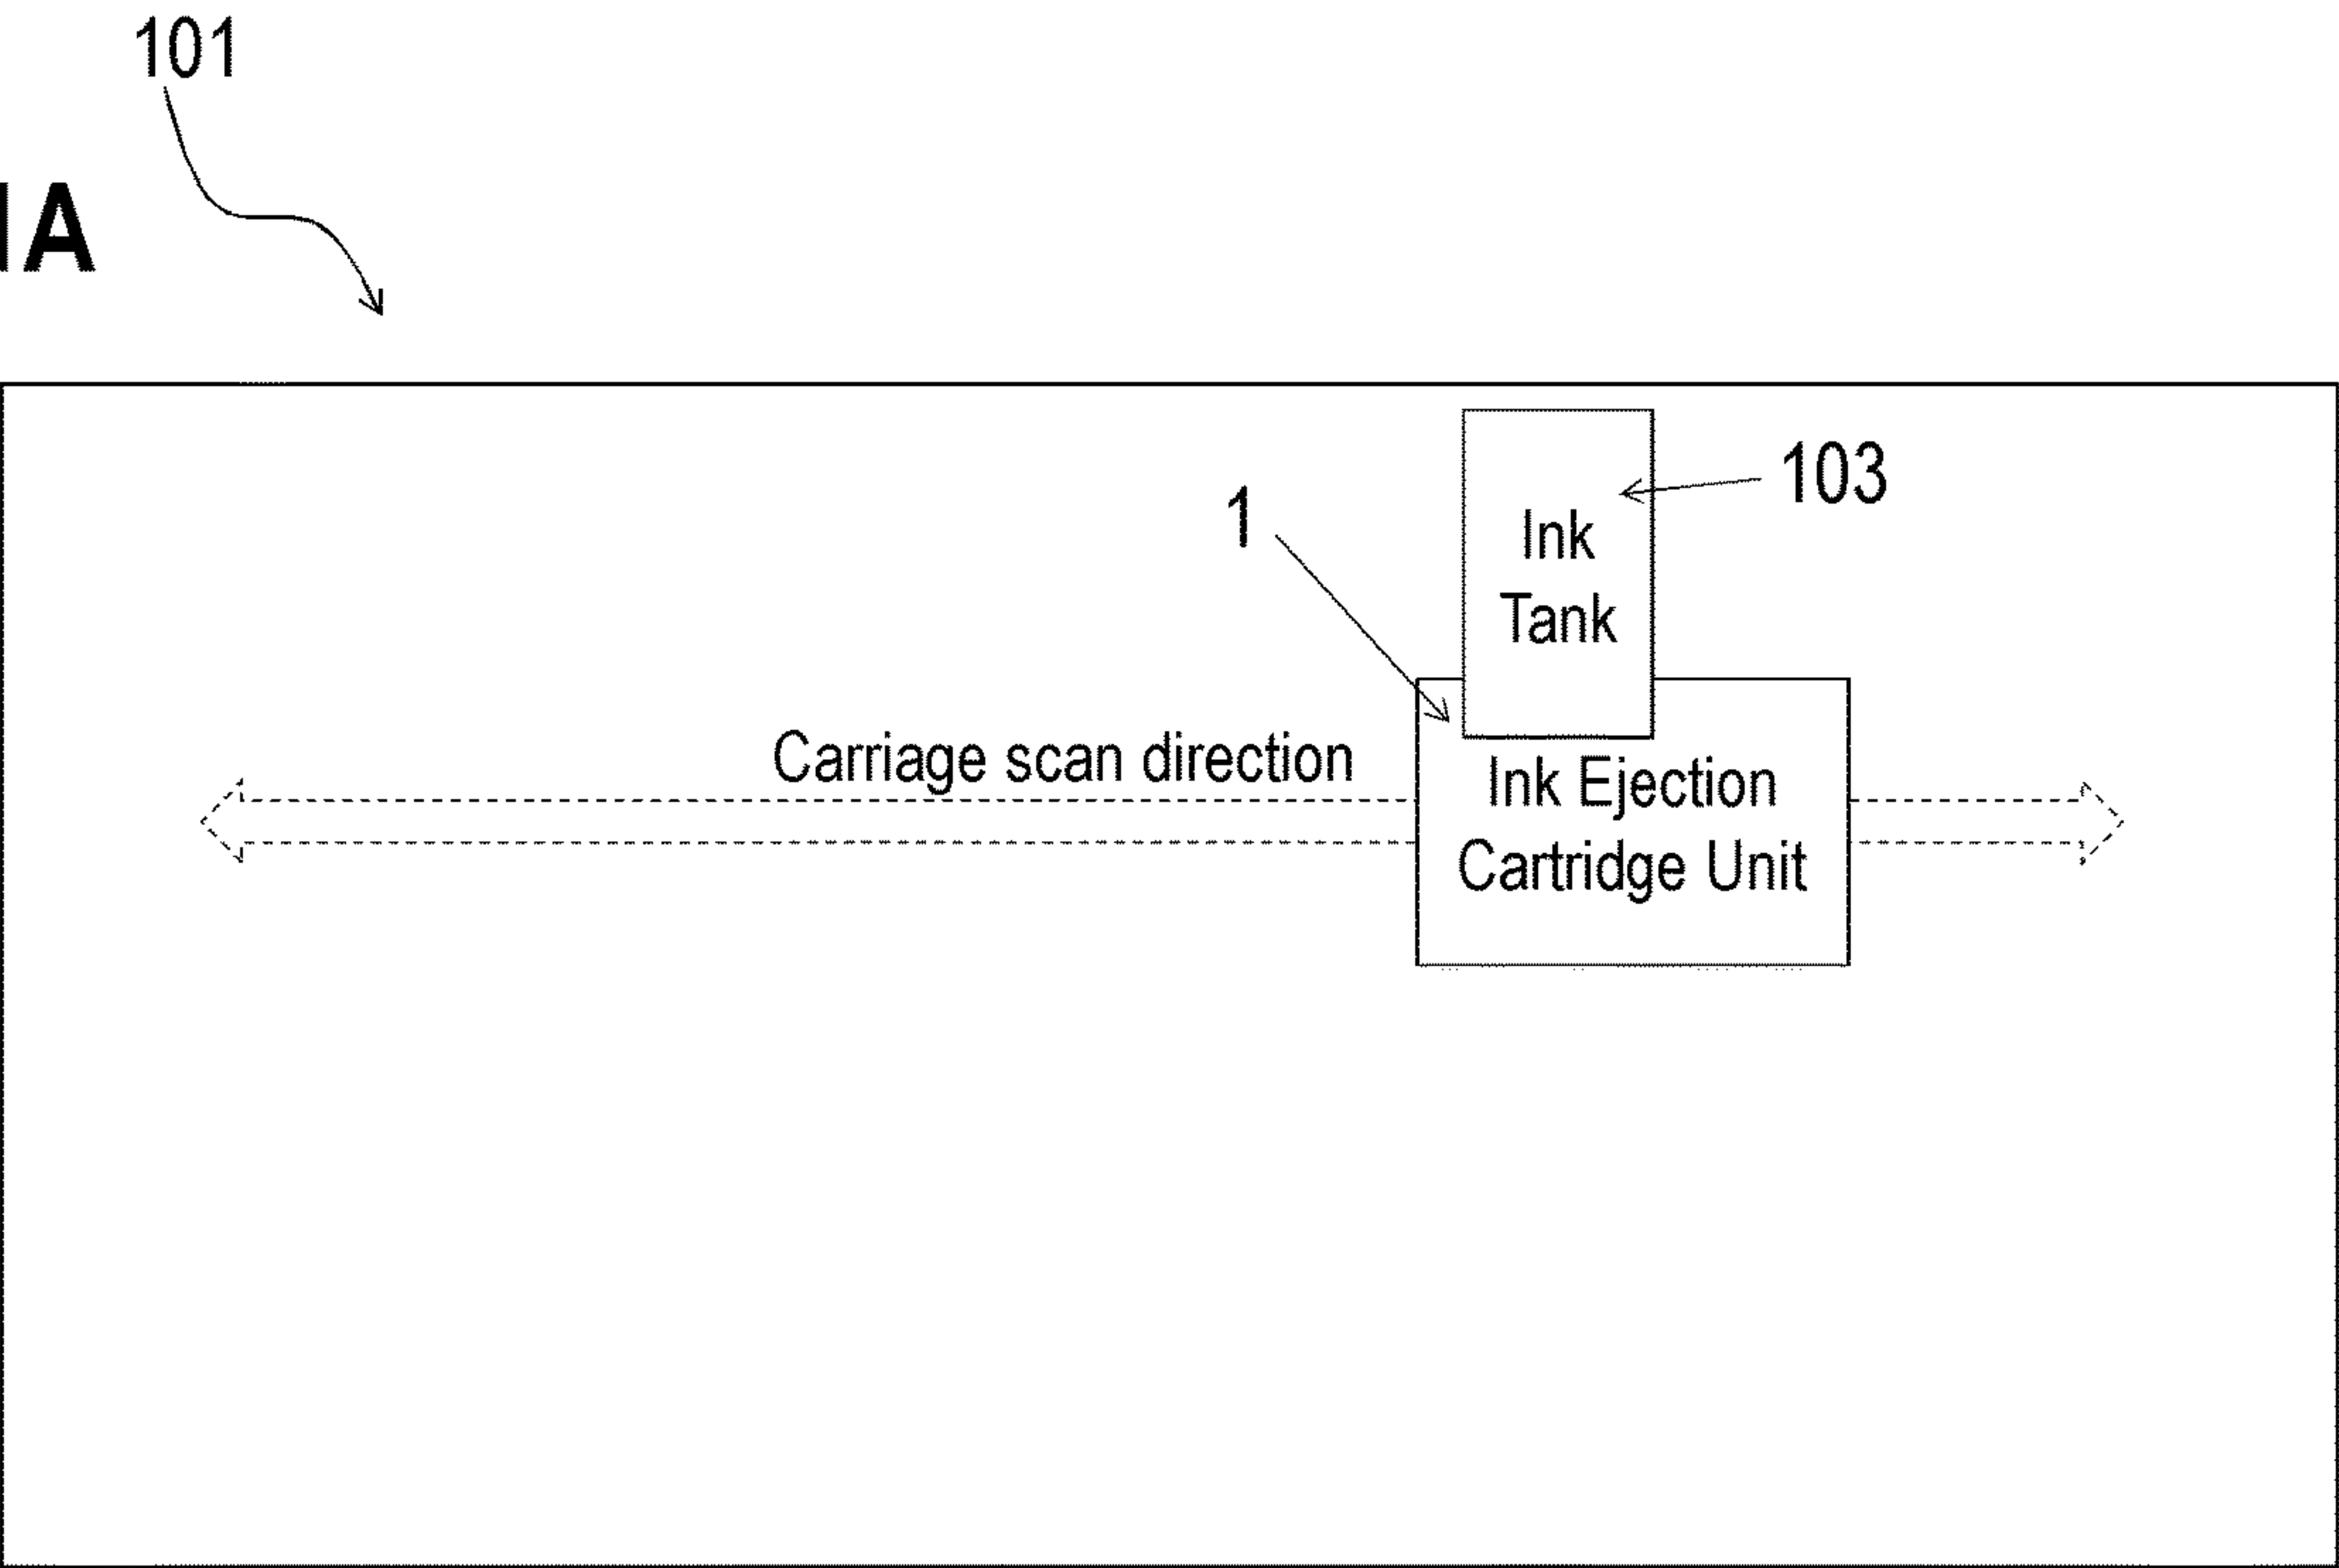 101
1A
103
1
Ink
Tank
Carriage scan direction
Ink Ejection
Cartridge Unit